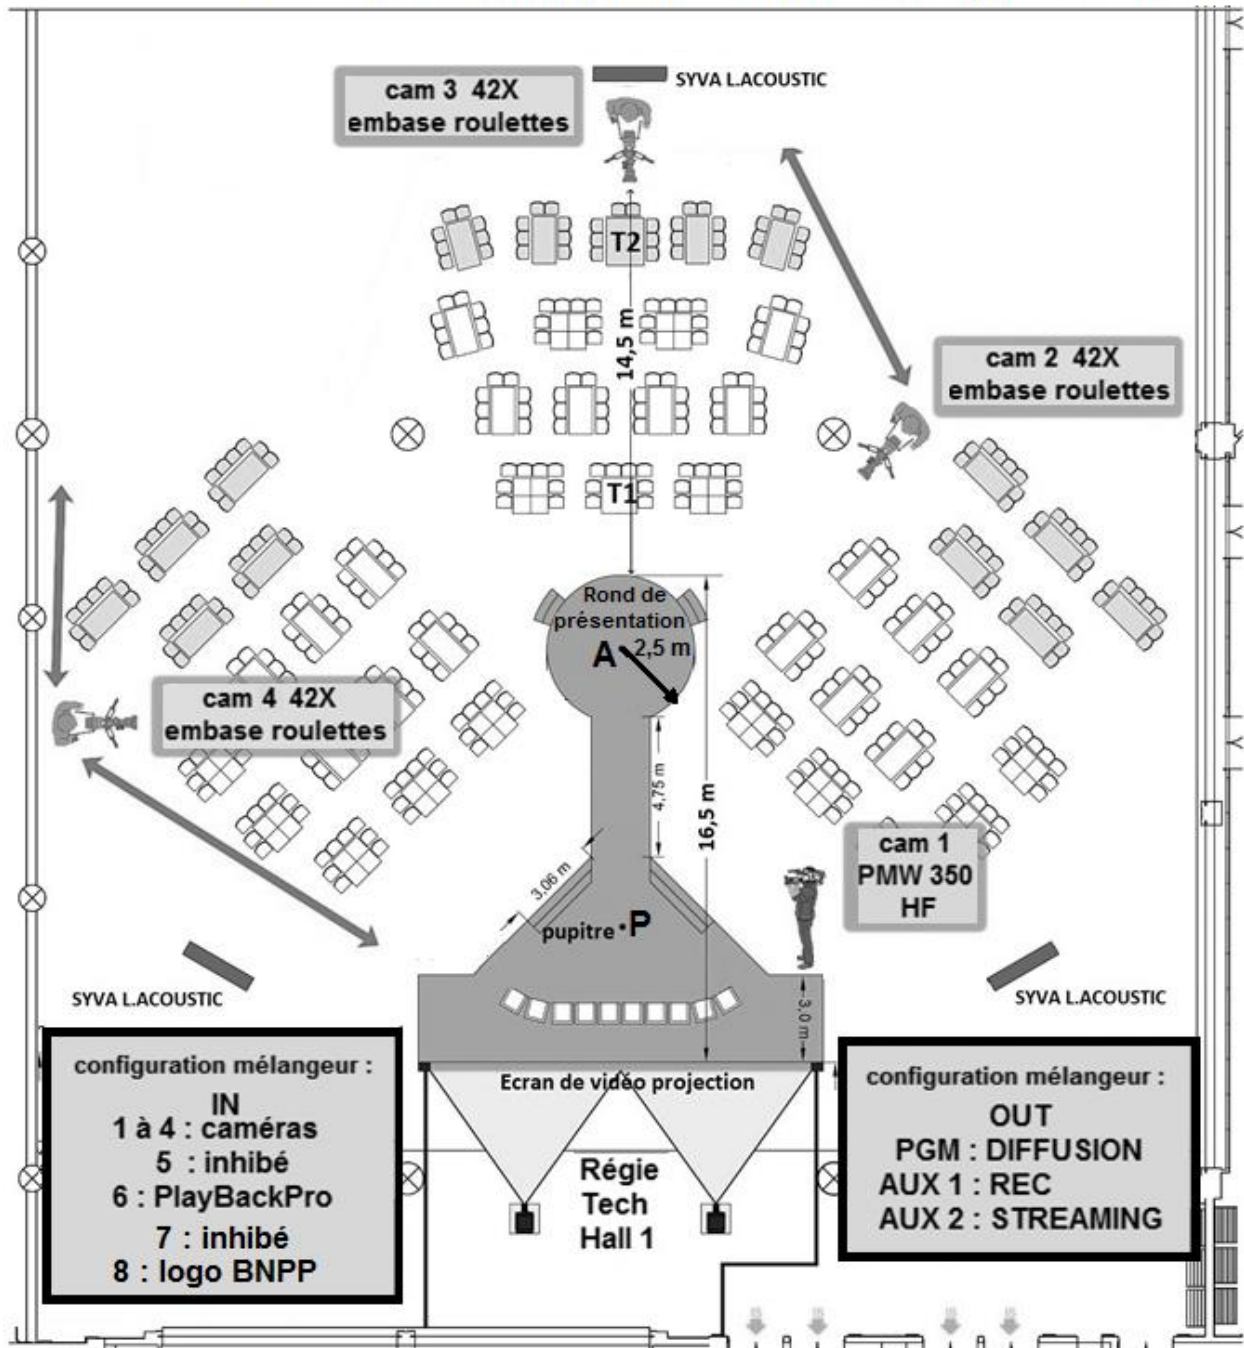 SYVA L.ACOUSTIC
cam 3 42X
embase roulettes
T2
14,5 m
cam 2 42X
embase roulettes
T1
Rond de
présentation
A 2,5 m
cam 4 42X
embase roulettes
4,75 m
16,5 m
cam 1
PMW 350
HF
3,06 m
pupitre • P
SYVA L.ACOUSTIC
SYVA L.ACOUSTIC
3,0 m
Ecran de vidéo projection
configuration mélangeur :
IN
1 à 4 : caméras
5 : inhibé
6 : PlayBackPro
7 : inhibé
8 : logo BNPP
Régie
Tech
Hall 1
configuration mélangeur :
OUT
PGM : DIFFUSION
AUX 1 : REC
AUX 2 : STREAMING